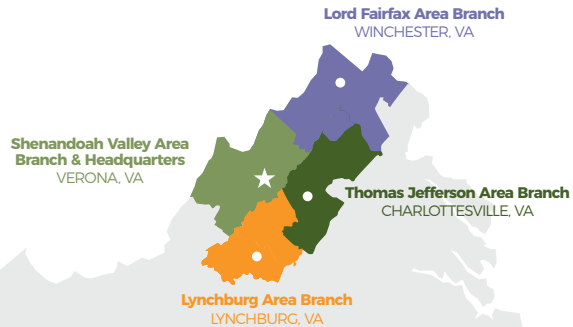 Lord Fairfax Area Branch
WINCHESTER, VA
Shenandoah Valley Area
Branch & Headquarters
VERONA, VA
Thomas Jefferson Area Branch
CHARLOTTESVILLE, VA
Lynchburg Area Branch
LYNCHBURG, VA